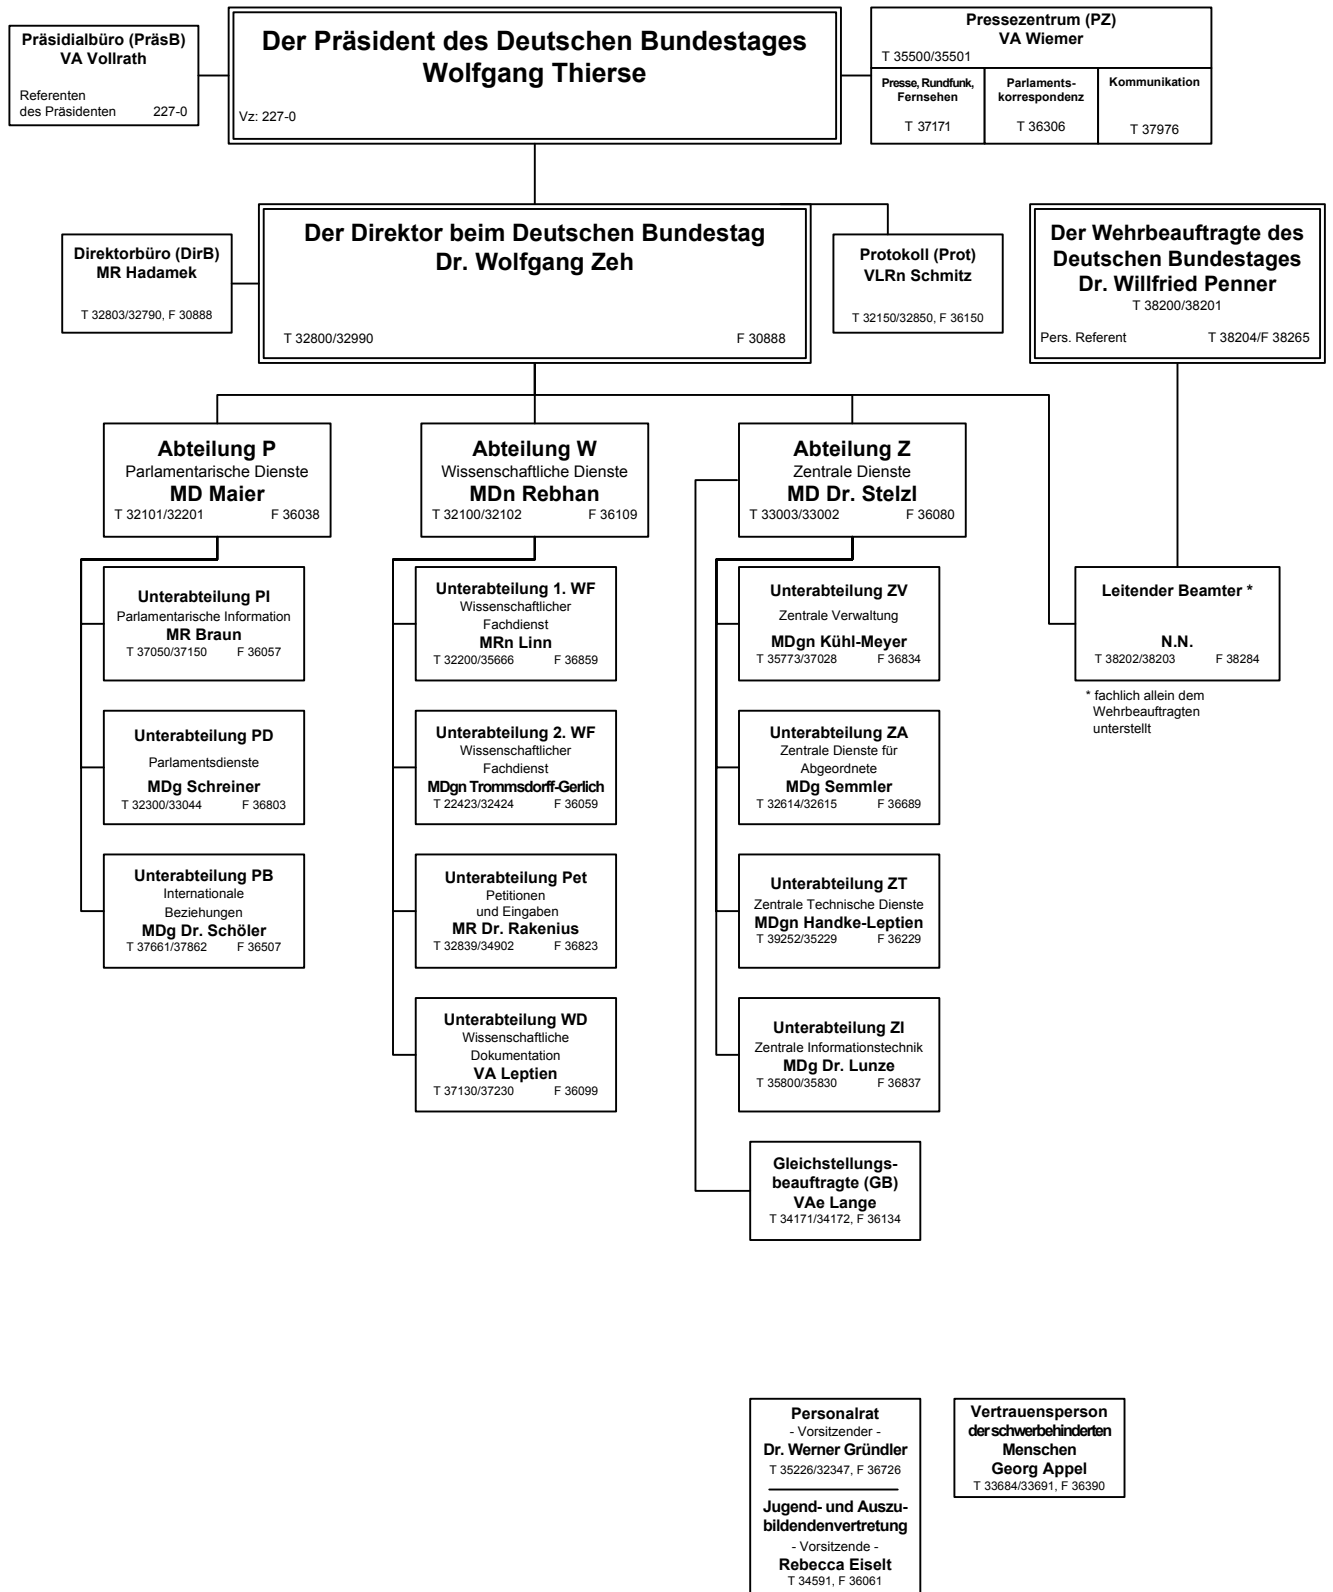 Präsidialbüro (PräsB)
VA Vollrath
Referenten
des Präsidenten 227-0
Der Präsident des Deutschen Bundestages
Wolfgang Thierse
Vz: 227-0
Pressezentrum (PZ)
VA Wiemer
T 35500/35501
Presse, Rundfunk,
Fernsehen
T 37171
Parlaments-
korrespondenz
T 36306
Kommunikation
T 37976
Direktorbüro (DirB)
MR Hadamek
T 32803/32790, F 30888
Der Direktor beim Deutschen Bundestag
Dr. Wolfgang Zeh
T 32800/32990 F 30888
Protokoll (Prot)
VLRn Schmitz
T 32150/32850, F 36150
Der Wehrbeauftragte des
Deutschen Bundestages
Dr. Willfried Penner
T 38200/38201
Pers. Referent T 38204/F 38265
Abteilung P
Parlamentarische Dienste
MD Maier
T 32101/32201 F 36038
Abteilung W
Wissenschaftliche Dienste
MDn Rebhan
T 32100/32102 F 36109
Abteilung Z
Zentrale Dienste
MD Dr. Stelzl
T 33003/33002 F 36080
Unterabteilung PI
Parlamentarische Information
MR Braun
T 37050/37150 F 36057
Unterabteilung 1. WF
Wissenschaftlicher
Fachdienst
MRn Linn
T 32200/35666 F 36859
Unterabteilung ZV
Zentrale Verwaltung
MDgn Kühl-Meyer
T 35773/37028 F 36834
Leitender Beamter *
N.N.
T 38202/38203 F 38284
* fachlich allein dem
Wehrbeauftragten
unterstellt
Unterabteilung PD
Parlamentsdienste
MDg Schreiner
T 32300/33044 F 36803
Unterabteilung 2. WF
Wissenschaftlicher
Fachdienst
MDgn Trommsdorff-Gerlich
T 22423/32424 F 36059
Unterabteilung ZA
Zentrale Dienste für
Abgeordnete
MDg Semmler
T 32614/32615 F 36689
Unterabteilung PB
Internationale
Beziehungen
MDg Dr. Schöler
T 37661/37862 F 36507
Unterabteilung Pet
Petitionen
und Eingaben
MR Dr. Rakenius
T 32839/34902 F 36823
Unterabteilung ZT
Zentrale Technische Dienste
MDgn Handke-Leptien
T 39252/35229 F 36229
Unterabteilung WD
Wissenschaftliche
Dokumentation
VA Leptien
T 37130/37230 F 36099
Unterabteilung ZI
Zentrale Informationstechnik
MDg Dr. Lunze
T 35800/35830 F 36837
Gleichstellungs-
beauftragte (GB)
VAe Lange
T 34171/34172, F 36134
Personalrat
- Vorsitzender -
Dr. Werner Gründler
T 35226/32347, F 36726
Jugend- und Auszu-
bildendenvertretung
- Vorsitzende -
Rebecca Eiselt
T 34591, F 36061
Vertrauensperson
der schwerbehinderten
Menschen
Georg Appel
T 33684/33691, F 36390